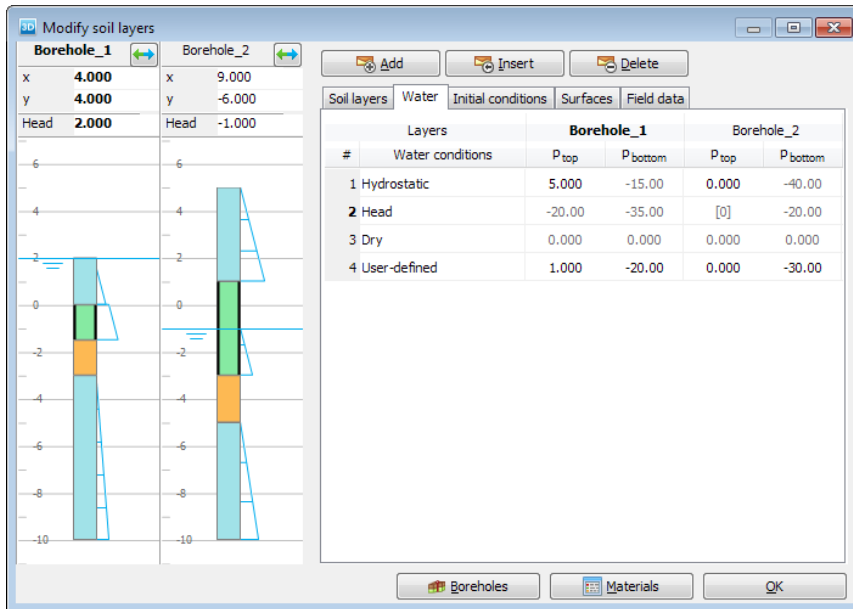 3D Modify soil layers
Borehole_1 Borehole_2
x 4.000 x 9.000
y 4.000 y -6.000
Head 2.000 Head -1.000
6 6
4 4
2 2
0 0
-2 -2
-4 -4
-6 -6
-8 -8
-10 -10
Add Insert Delete
Soil layers Water Initial conditions Surfaces Field data
Layers Borehole_1 Borehole_2
# Water conditions Ptop Pbottom Ptop Pbottom
1 Hydrostatic 5.000 -15.00 0.000 -40.00
2 Head -20.00 -35.00 [0] -20.00
3 Dry 0.000 0.000 0.000 0.000
4 User-defined 1.000 -20.00 0.000 -30.00
Boreholes Materials OK